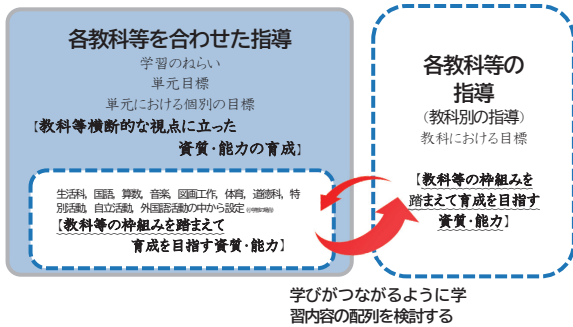 各教科等を合わせた指導
学習のねらい
単元目標
単元における個別の目標
【教科等横断的な視点に立った
資質・能力の育成】
生活科、国語、算数、音楽、図画工作、体育、道徳科、特
別活動、自立活動、外国語活動の中から設定
【教科等の枠組みを踏まえて
育成を目指す資質・能力】
各教科等の
指導
(教科別の指導)
教科における目標
【教科等の枠組みを
踏まえて育成を目指す
資質・能力】
学びがつながるように学
習内容の配列を検討する